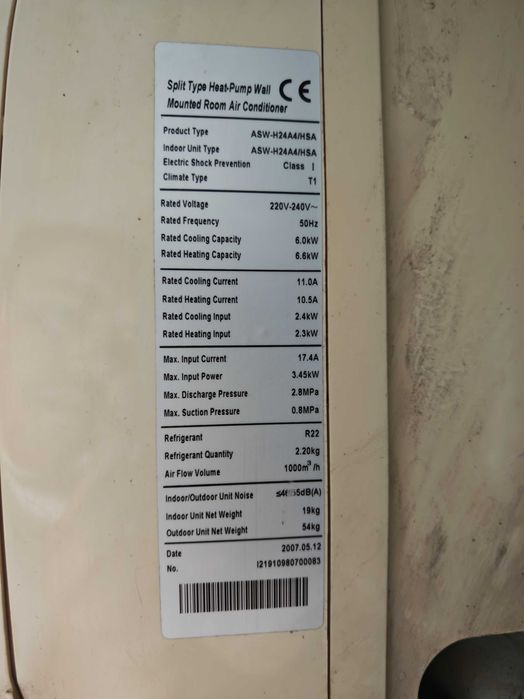 Split Type Heat-Pump Wall CE
Mounted Room Air Conditioner
Product Type ASW-H24A4/HSA
Indoor Unit Type ASW-H24A4/HSA
Electric Shock Prevention Class I
Climate Type T1
Rated Voltage 220V-240V~
Rated Frequency 50Hz
Rated Cooling Capacity 6.0kW
Rated Heating Capacity 6.6kW
Rated Cooling Current 11.0A
Rated Heating Current 10.5A
Rated Cooling Input 2.4kW
Rated Heating Input 2.3kW
Max. Input Current 17.4A
Max. Input Power 3.45kW
Max. Discharge Pressure 2.8MPa
Max. Suction Pressure 0.8MPa
Refrigerant R22
Refrigerant Quantity 2.20kg
Air Flow Volume 1000m³/h
Indoor/Outdoor Unit Noise
Indoor Unit Net Weight 19kg
Outdoor Unit Net Weight 54kg
Date 2007.05.12
No. I21910980700083